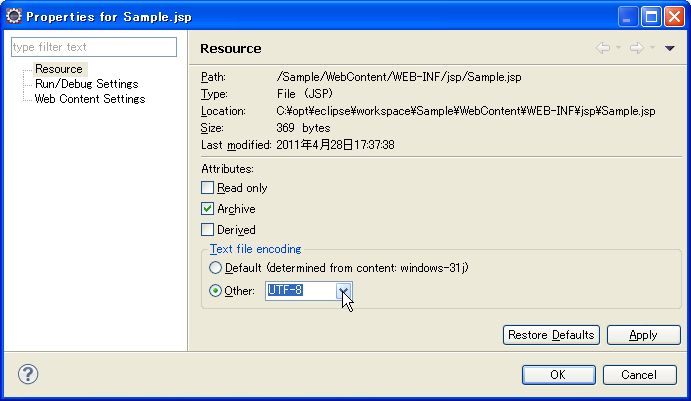 Properties for Sample.jsp
type filter text
Resource
Run/Debug Settings
Web Content Settings
Resource
Path: /Sample/WebContent/WEB-INF/jsp/Sample.jsp
Type: File (JSP)
Location: C:¥opt¥eclipse¥workspace¥Sample¥WebContent¥WEB-INF¥jsp¥Sample.jsp
Size: 369 bytes
Last modified: 2011年4月28日17:37:38
Attributes:
Read only
Archive
Derived
Text file encoding
Default (determined from content: windows-31j)
Other: UTF-8
Restore Defaults Apply
? OK Cancel